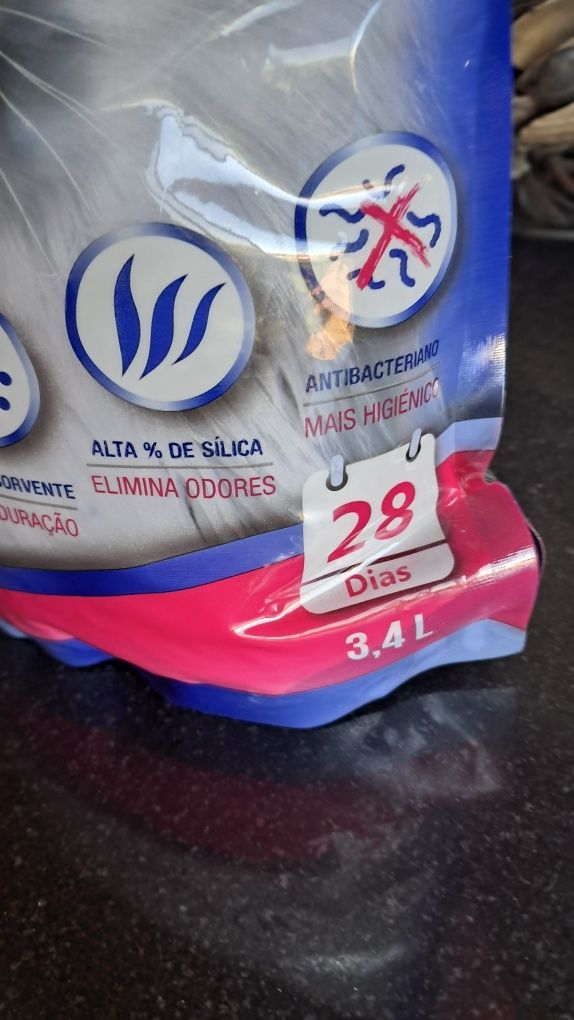 ANTIBACTERIANO
MAIS HIGIÉNICO
ALTA % DE SÍLICA
ELIMINA ODORES
SORVENTE
DURAÇÃO
28
Dias
3,4 L